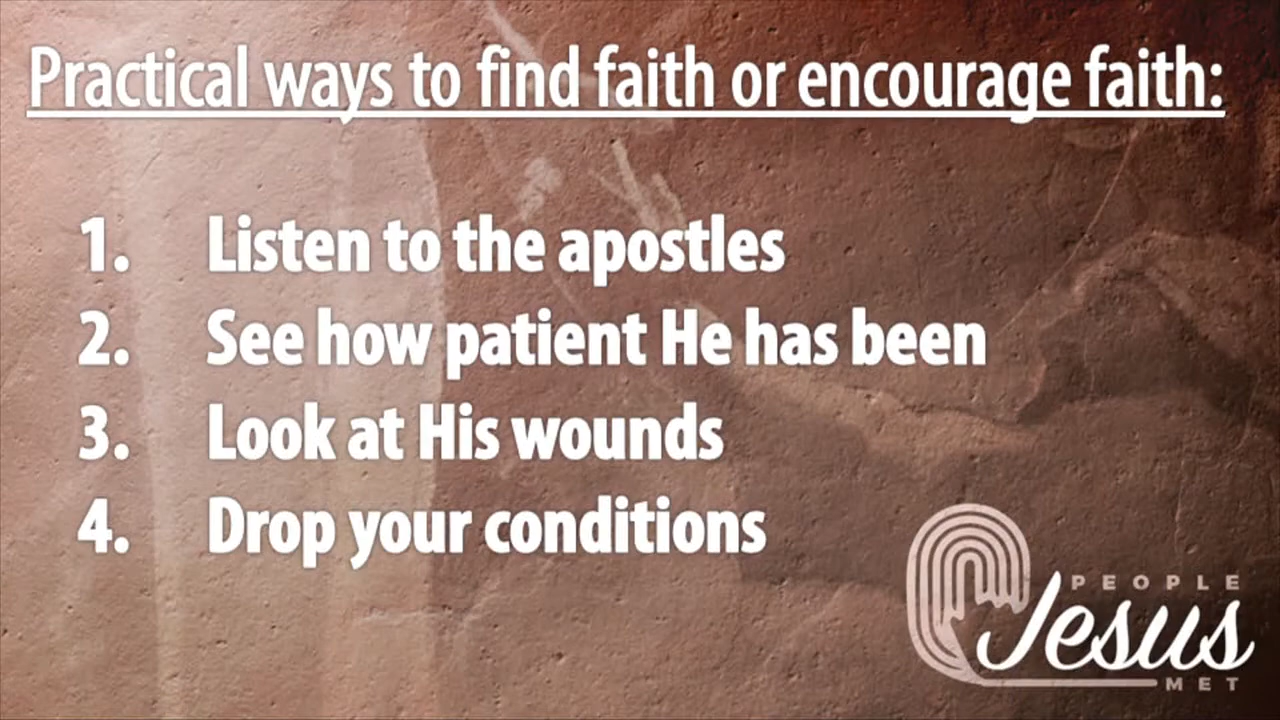 Practical ways to find faith or encourage faith:
1. Listen to the apostles
2. See how patient He has been
3. Look at His wounds
4. Drop your conditions
PEOPLE
Jesus
MET